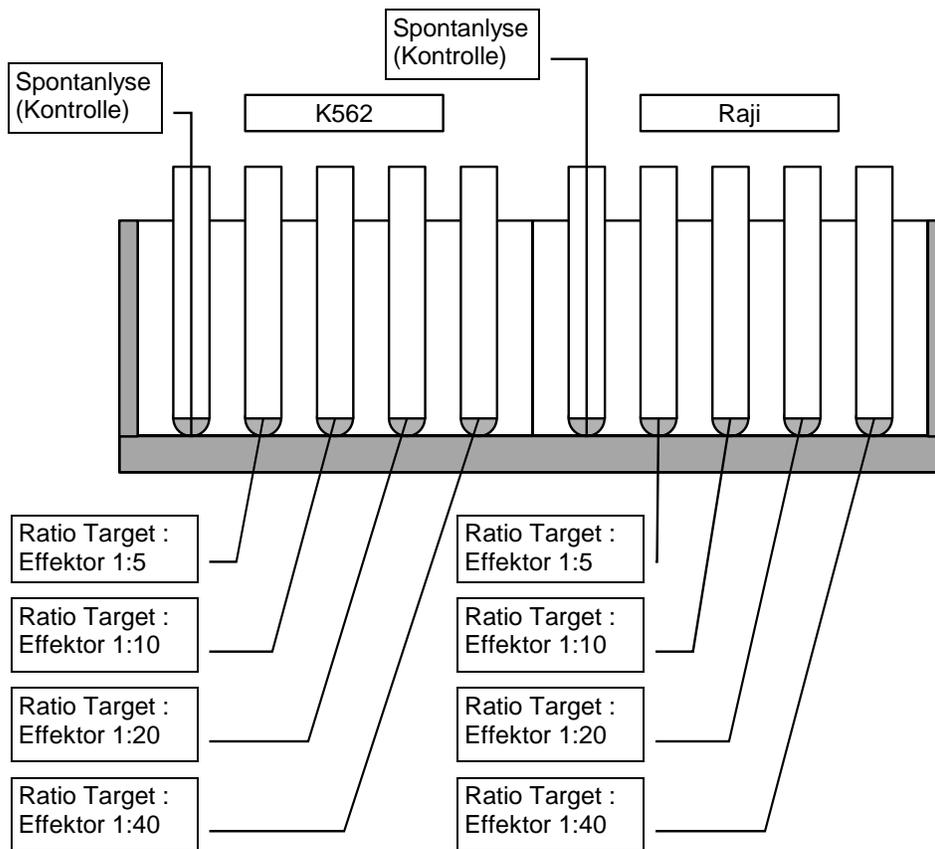 Spontanlyse
(Kontrolle)
Spontanlyse
(Kontrolle)
K562
Raji
Ratio Target :
Effektor 1:5
Ratio Target :
Effektor 1:10
Ratio Target :
Effektor 1:20
Ratio Target :
Effektor 1:40
Ratio Target :
Effektor 1:5
Ratio Target :
Effektor 1:10
Ratio Target :
Effektor 1:20
Ratio Target :
Effektor 1:40